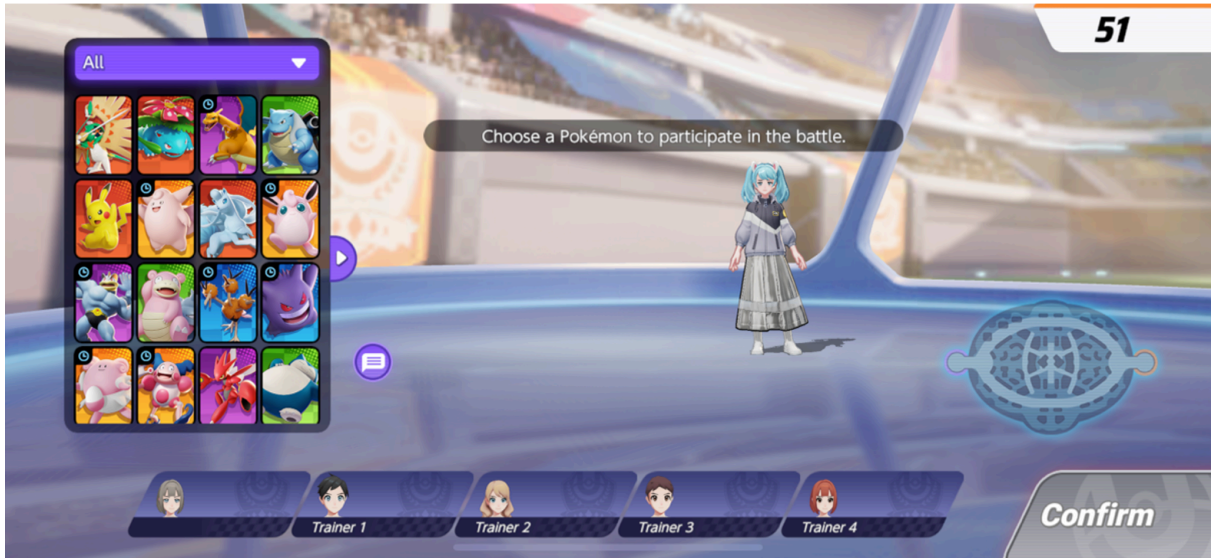 51
All
Choose a Pokémon to participate in the battle.
Trainer 1
Trainer 2
Trainer 3
Trainer 4
Confirm